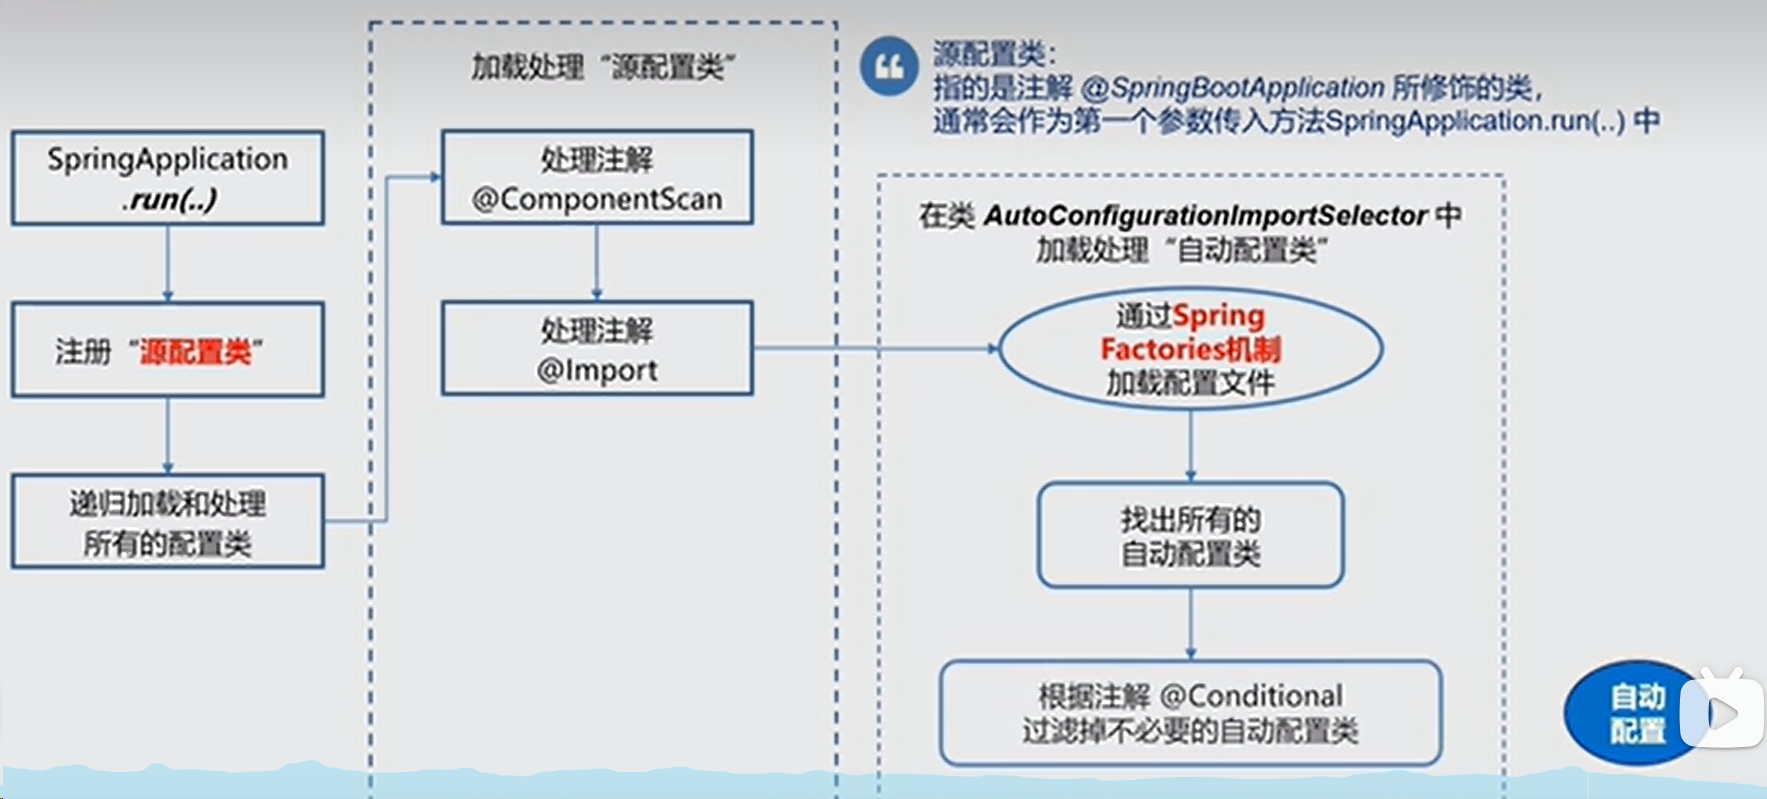 加载处理“源配置类”
源配置类：
指的是注解 @SpringBootApplication 所修饰的类，
通常会作为第一个参数传入方法SpringApplication.run(..) 中
SpringApplication
.run(..)
注册“源配置类”
递归加载和处理
所有的配置类
处理注解
@ComponentScan
处理注解
@Import
在类 AutoConfigurationImportSelector 中
加载处理“自动配置类”
通过Spring
Factories机制
加载配置文件
找出所有的
自动配置类
根据注解 @Conditional
过滤掉不必要的自动配置类
自动
配置